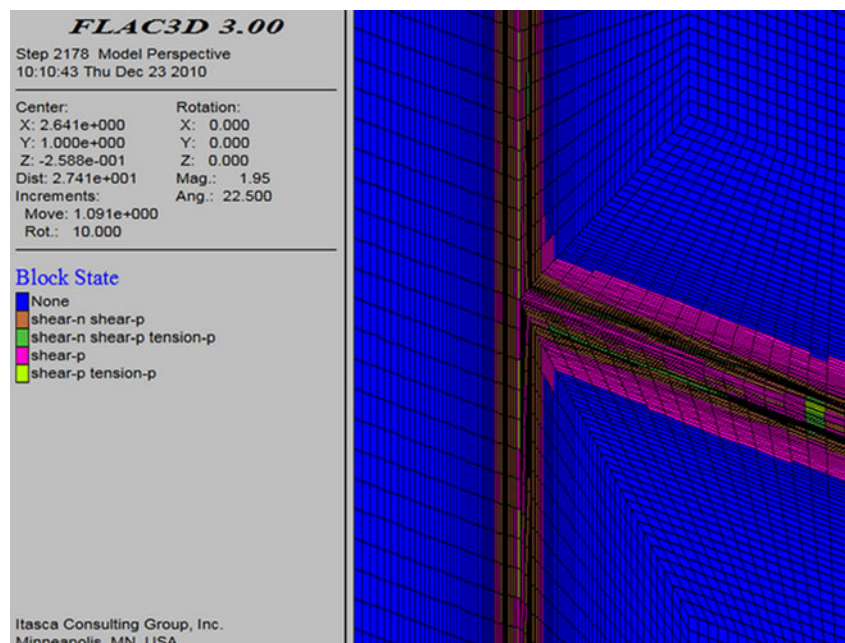 FLAC3D 3.00
Step 2178 Model Perspective
10:10:43 Thu Dec 23 2010
Center: Rotation:
X: 2.641e+000 X: 0.000
Y: 1.000e+000 Y: 0.000
Z: -2.588e-001 Z: 0.000
Dist: 2.741e+001 Mag.: 1.95
Increments: Ang.: 22.500
Move: 1.091e+000
Rot.: 10.000
Block State
None
shear-n shear-p
shear-n shear-p tension-p
shear-p
shear-p tension-p
Itasca Consulting Group, Inc.
Minneapolis, MN USA